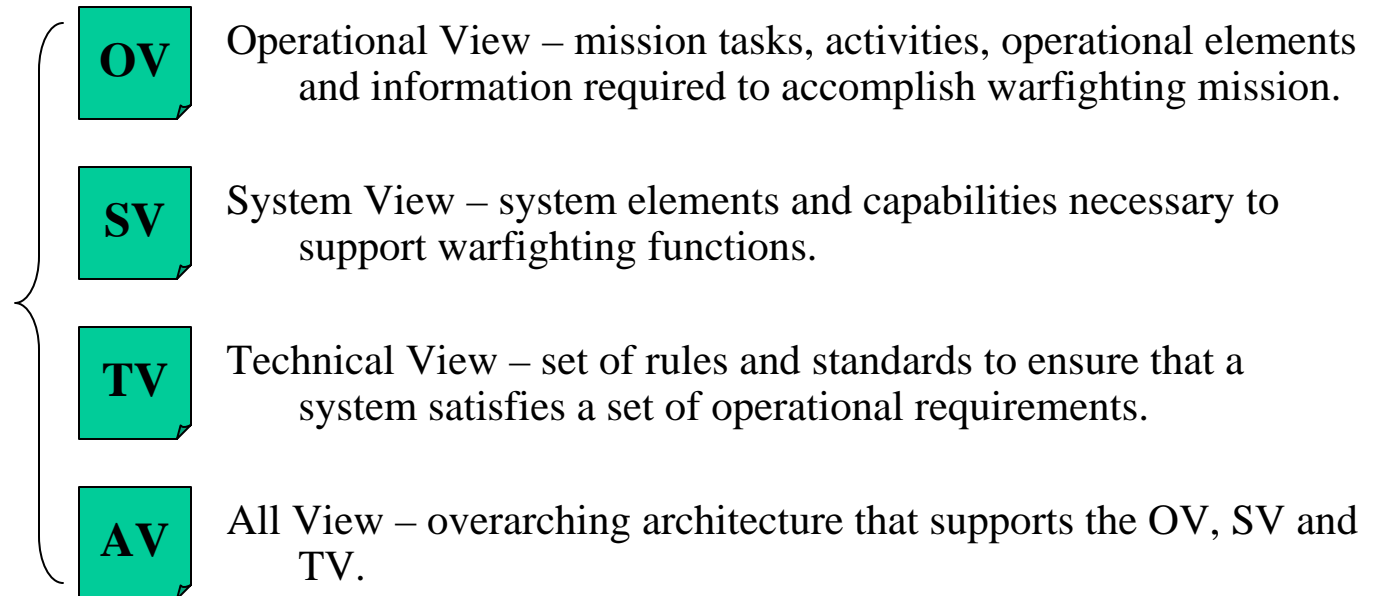 OV
Operational View – mission tasks, activities, operational elements
and information required to accomplish warfighting mission.
SV
System View – system elements and capabilities necessary to
support warfighting functions.
TV
Technical View – set of rules and standards to ensure that a
system satisfies a set of operational requirements.
AV
All View – overarching architecture that supports the OV, SV and
TV.